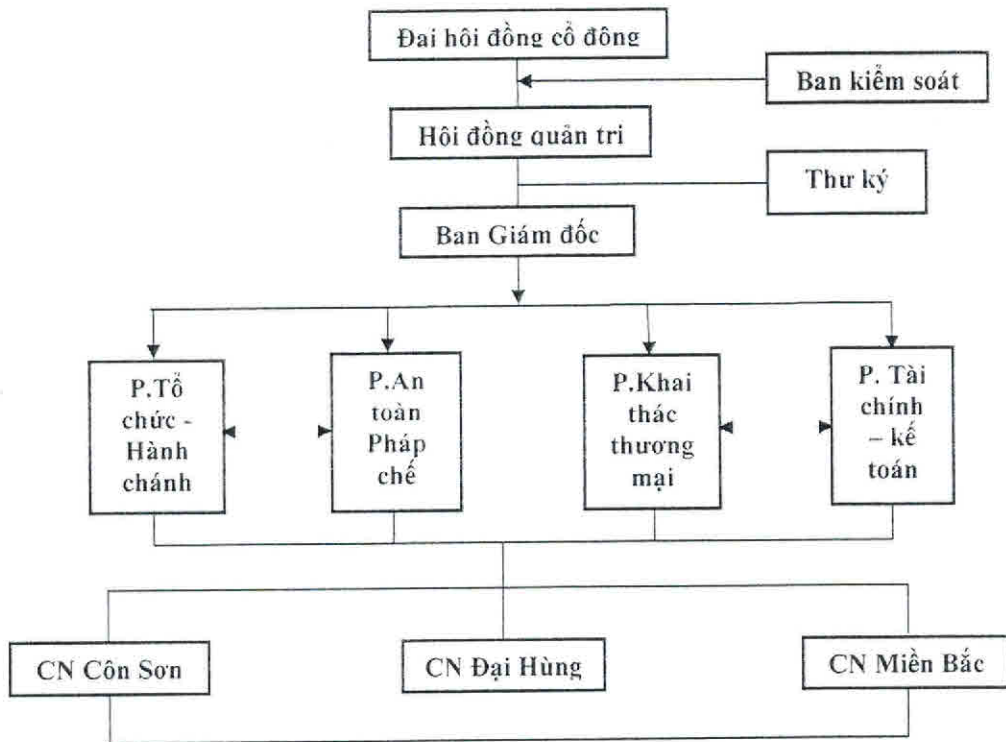 Đai hôi đồng cổ đông
Ban kiểm soát
Hôi đồng quản tri
Thư ký
Ban Giám đốc
P.Tổ
chức -
Hành
chánh
P.An
toàn
Pháp
chế
P.Khai
thác
thương
mại
P. Tài
chính
– kế
toán
CN Côn Sơn
CN Đại Hùng
CN Miền Bắc